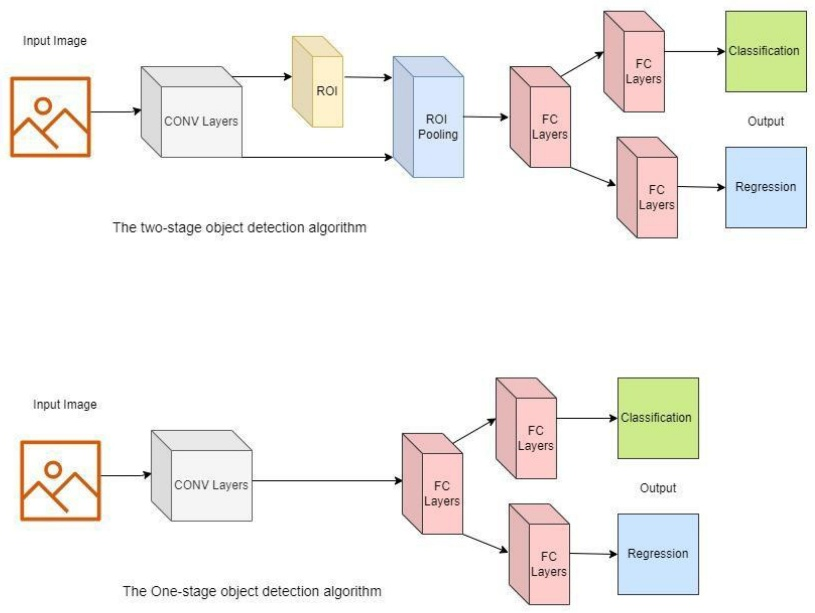 Input Image
CONV Layers
ROI
ROI
Pooling
FC
Layers
FC
Layers
FC
Layers
Classification
Output
Regression
The two-stage object detection algorithm
Input Image
CONV Layers
FC
Layers
FC
Layers
FC
Layers
Classification
Output
Regression
The One-stage object detection algorithm